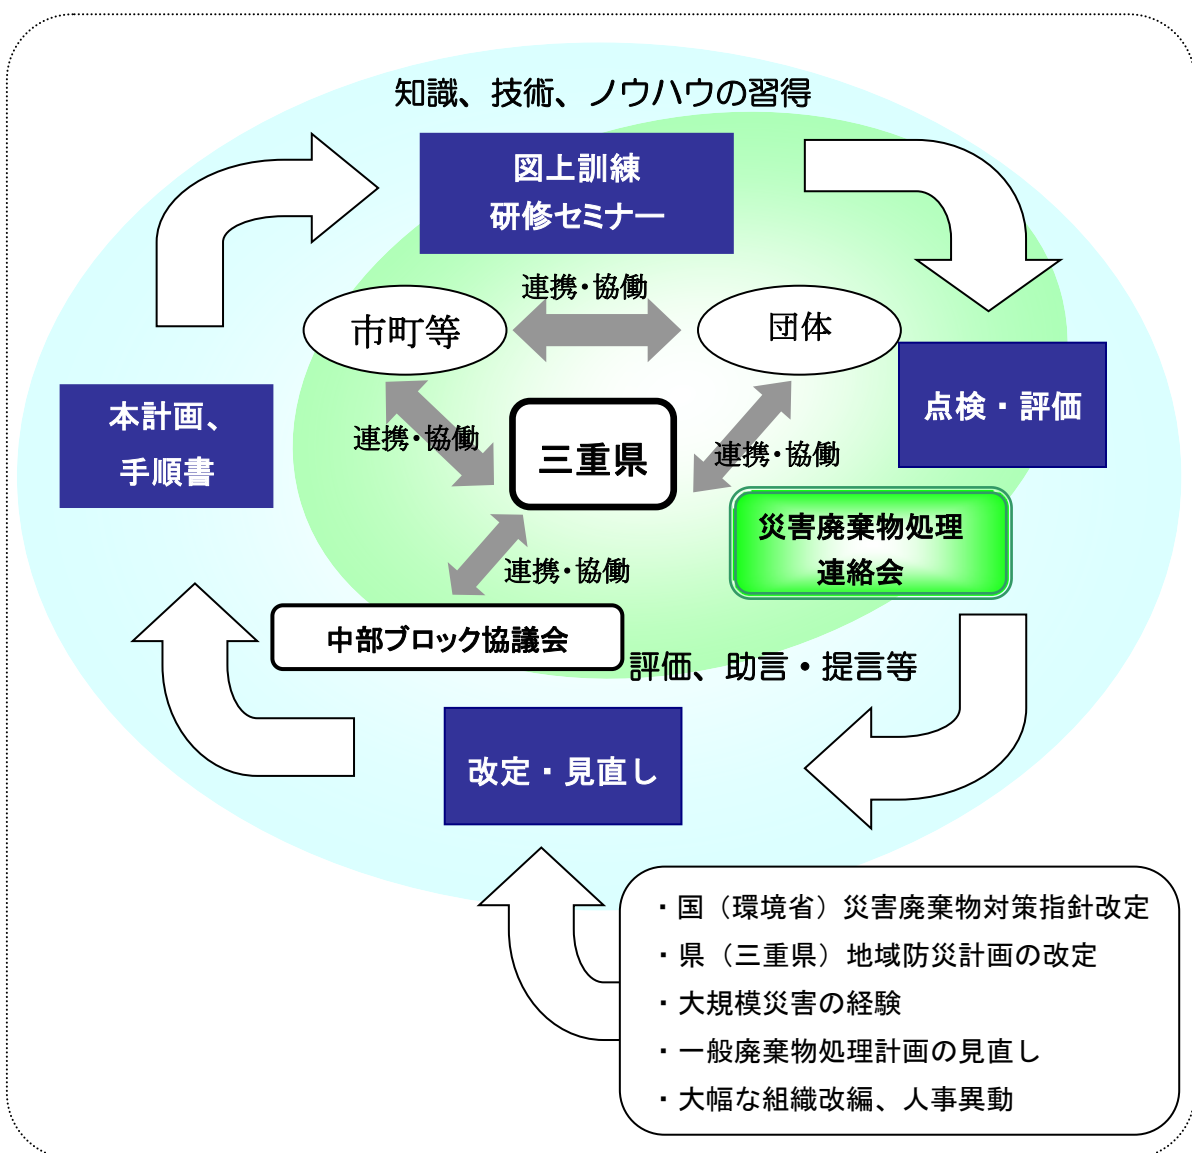 知識、技術、ノウハウの習得
図上訓練
研修セミナー
連携・協働
市町等
団体
本計画、
手順書
点検・評価
連携・協働
三重県
連携・協働
災害廃棄物処理
連絡会
連携・協働
中部ブロック協議会
評価、助言・提言等
改定・見直し
・国（環境省）災害廃棄物対策指針改定
・県（三重県）地域防災計画の改定
・大規模災害の経験
・一般廃棄物処理計画の見直し
・大幅な組織改編、人事異動